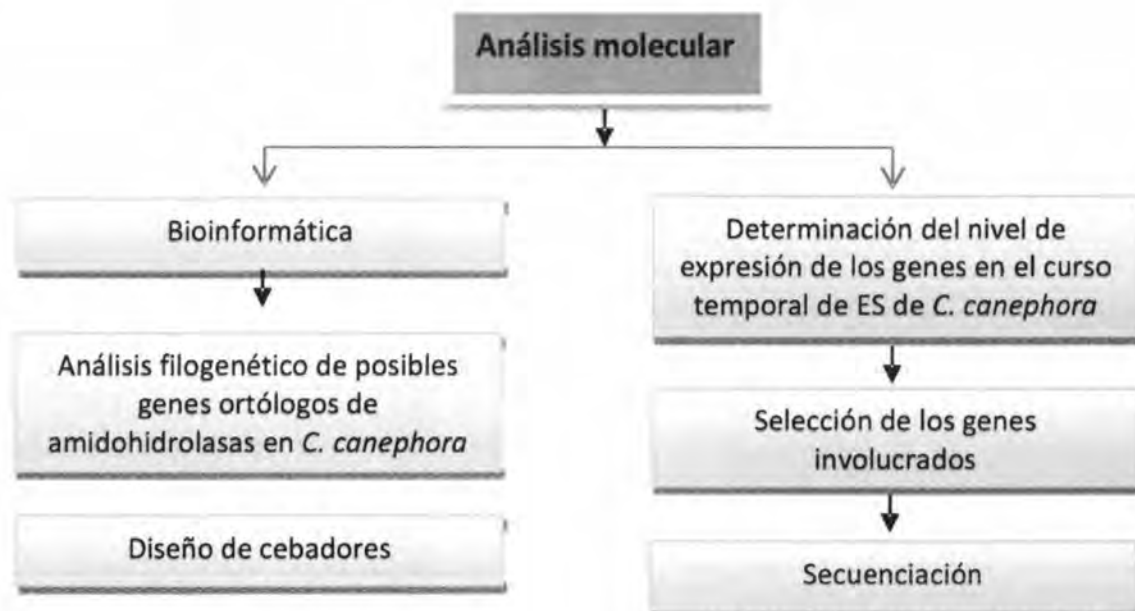 Análisis molecular
Bioinformática
Análisis filogenético de posibles
genes ortólogos de
amidohidrolasas en C. canephora
Diseño de cebadores
Determinación del nivel de
expresión de los genes en el curso
temporal de ES de C. canephora
Selección de los genes
involucrados
Secuenciación